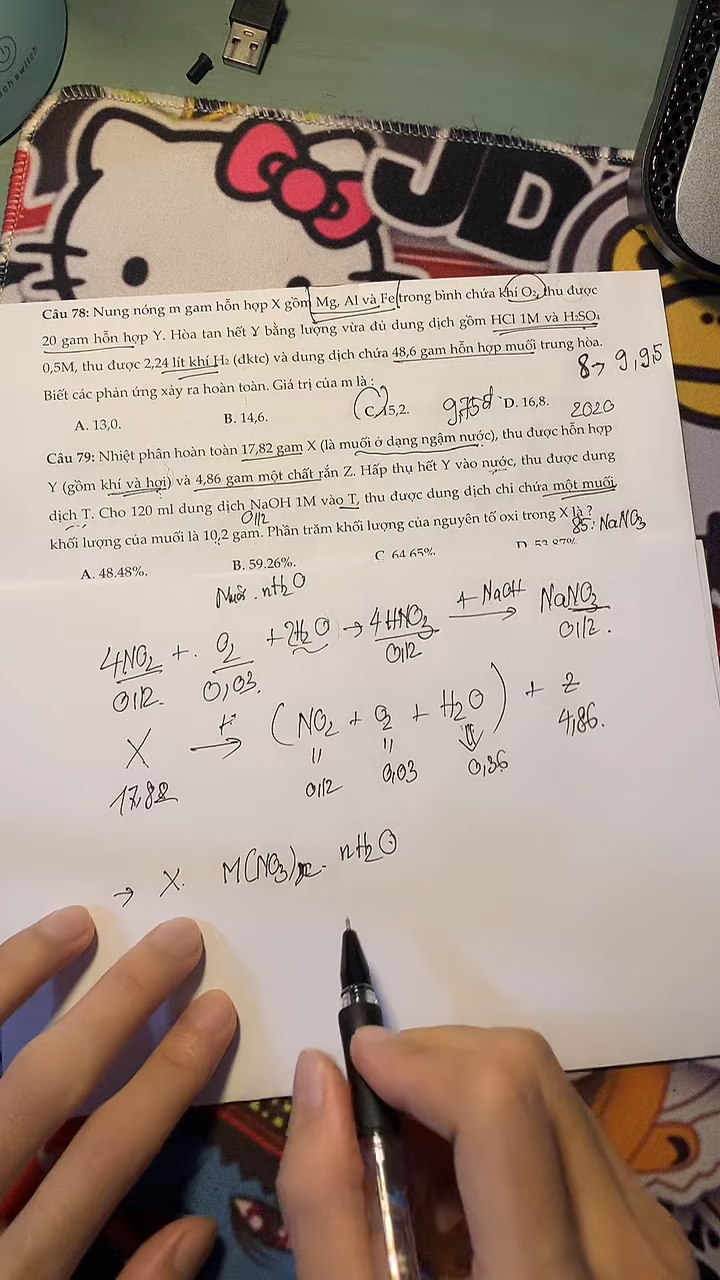 ch switch
JD
Câu 78: Nung nóng m gam hỗn hợp X gồm Mg, Al và Fe trong bình chứa khí O₂, thu được
20 gam hỗn hợp Y. Hòa tan hết Y bằng lượng vừa đủ dung dịch gồm HCl 1M và H₂SO₄
0,5M, thu được 2,24 lít khí H₂ (đktc) và dung dịch chứa 48,6 gam hỗn hợp muối trung hòa.
Biết các phản ứng xảy ra hoàn toàn. Giá trị của m là :
8→ 9,95
A. 13,0. B. 14,6. C. 15,2. D. 16,8.
9,75đ 2020
Câu 79: Nhiệt phân hoàn toàn 17,82 gam X (là muối ở dạng ngậm nước), thu được hỗn hợp
Y (gồm khí và hơi) và 4,86 gam một chất rắn Z. Hấp thụ hết Y vào nước, thu được dung
dịch T. Cho 120 ml dung dịch NaOH 1M vào T, thu được dung dịch chỉ chứa một muối,
0,12
khối lượng của muối là 10,2 gam. Phần trăm khối lượng của nguyên tố oxi trong X là ?
85: NaNO₃
A. 48.48%. B. 59.26%. C. 64.65%. D. 53.87%.
Muối . nH₂O
4NO₂ + O₂ + 2H₂O → 4HNO₃ + NaOH → NaNO₃
0,12 0,03 0,12 0,12.
X t° → (NO₂ + O₂ + H₂O) + Z
17,82 0,12 0,03 0,36 4,86.
→ X. M(NO₃)x. nH₂O